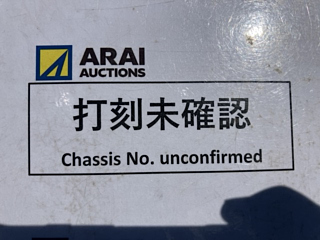 ARAI
AUCTIONS
打刻未確認
Chassis No. unconfirmed